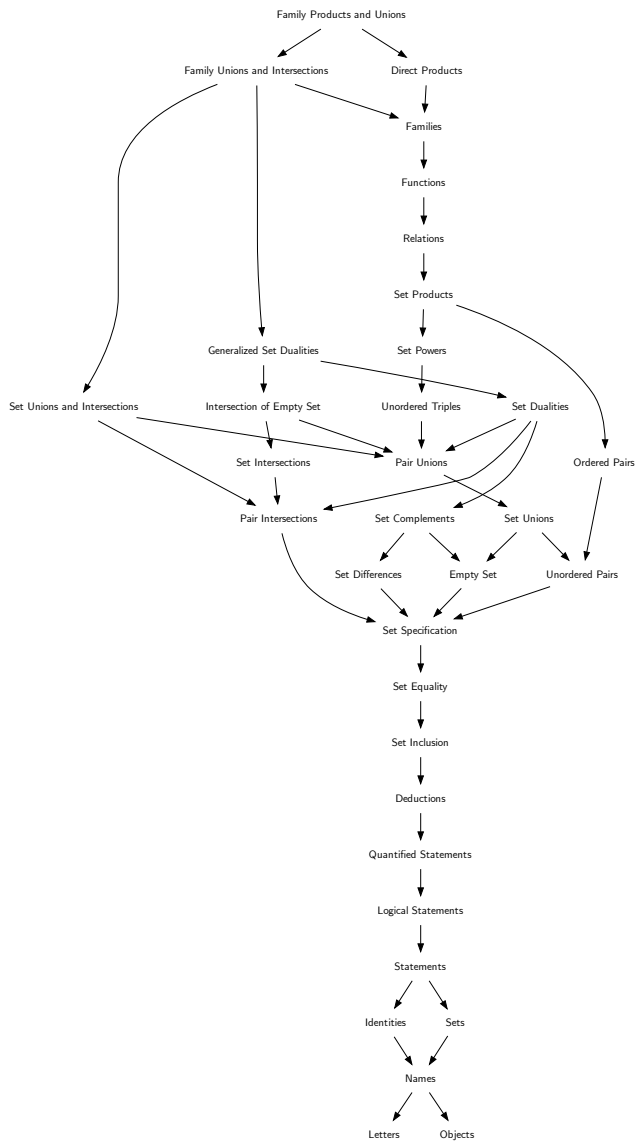 Family Products and Unions
Family Unions and Intersections
Direct Products
Families
Functions
Relations
Set Products
Generalized Set Dualities
Set Powers
Set Unions and Intersections
Intersection of Empty Set
Unordered Triples
Set Dualities
Set Intersections
Pair Unions
Ordered Pairs
Pair Intersections
Set Complements
Set Unions
Set Differences
Empty Set
Unordered Pairs
Set Specification
Set Equality
Set Inclusion
Deductions
Quantified Statements
Logical Statements
Statements
Identities
Sets
Names
Letters
Objects